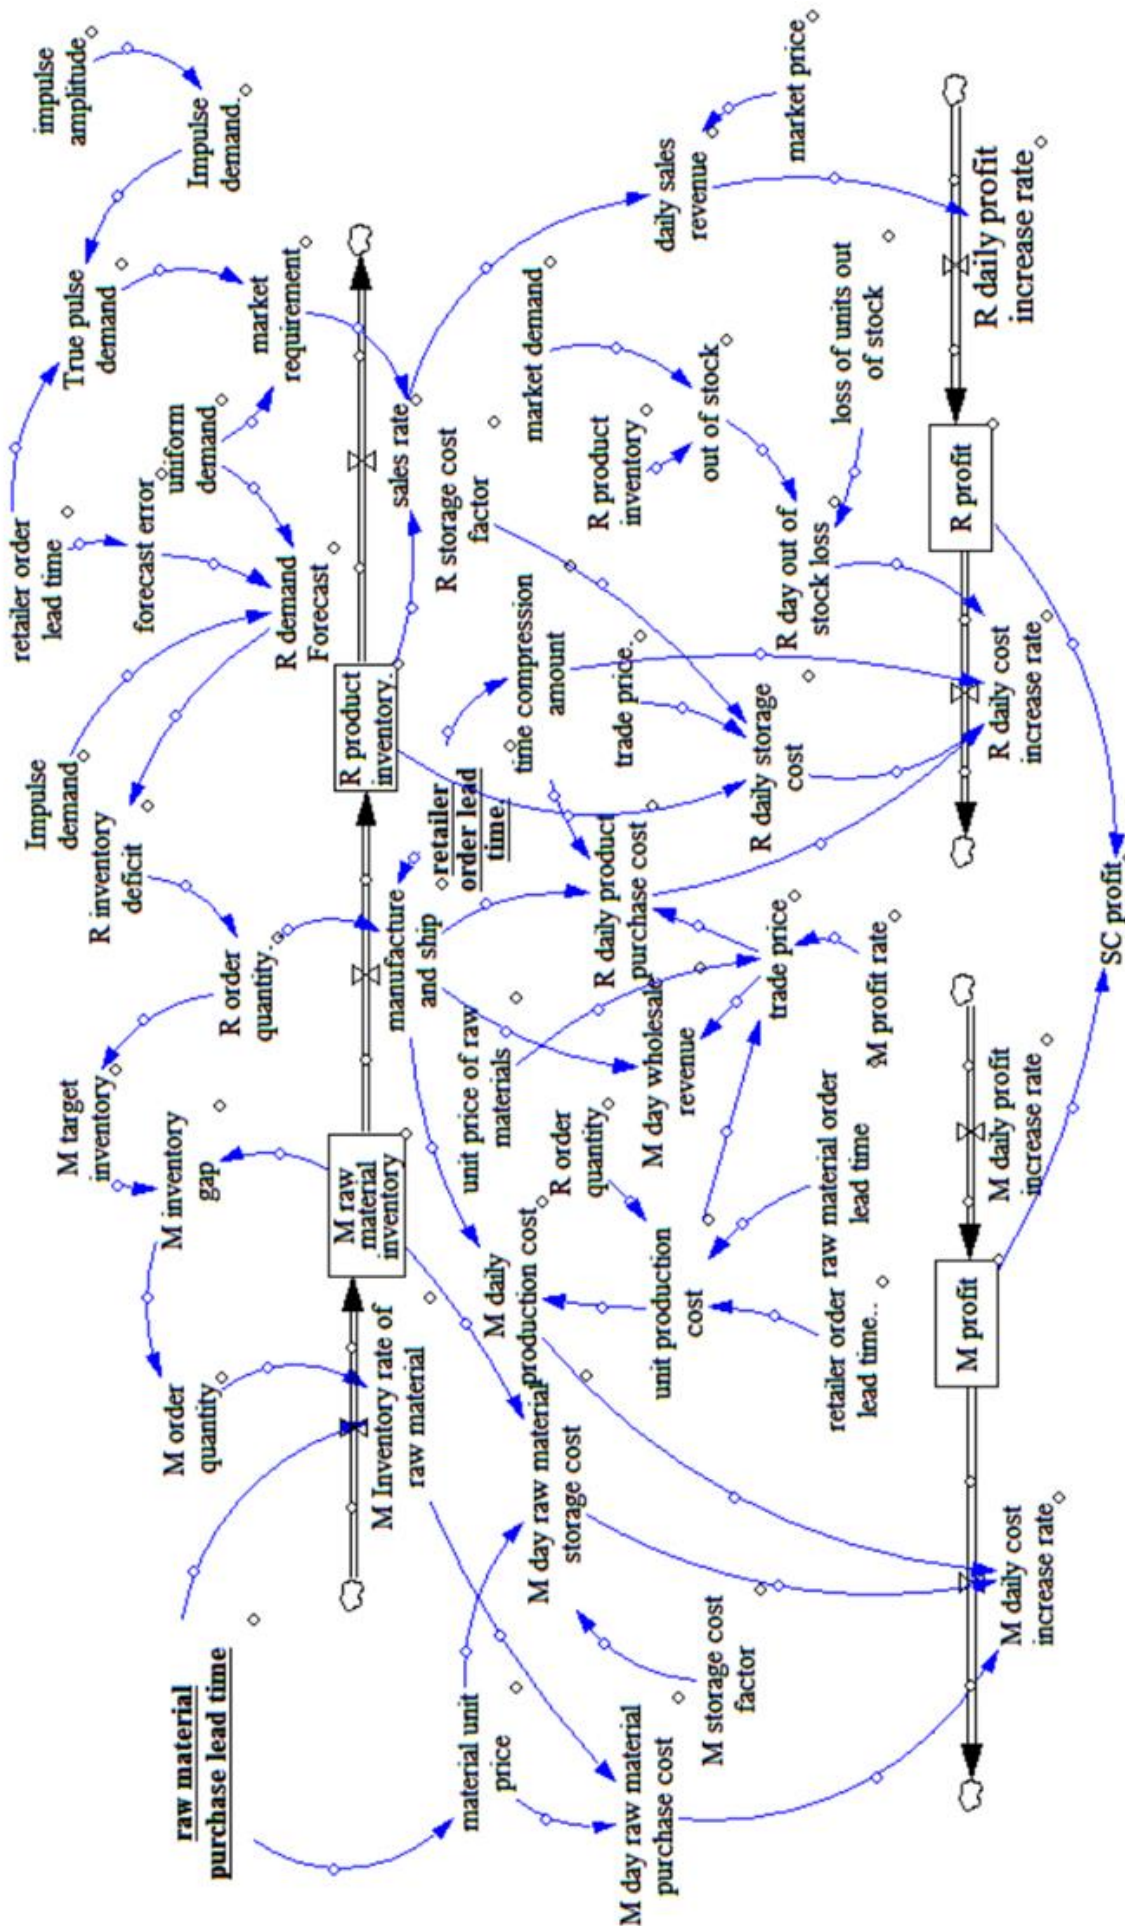 impulse
amplitude
Impulse
demand.
True pulse
demand
market
requirement
retailer order
lead time
forecast error
uniform
demand
R demand
Forecast
Impulse
demand
R inventory
deficit
R order
quantity.
M target
inventory
M inventory
gap
M order
quantity
raw material
purchase lead time
M Inventory rate of
raw material
M raw
material
inventory
manufacture
and ship
R product
inventory.
sales rate
retailer
order lead
time.
time compression
amount
R storage cost
factor
market demand
R product
inventory
out of stock
daily sales
revenue
market price
trade price..
R daily storage
cost
R day out of
stock loss
loss of units out
of stock
R daily product
purchase cost
unit price of raw
materials
M day wholesale
revenue
trade price
M profit rate
R order
quantity
M daily
production cost
unit production
cost
raw material order
lead time
retailer order
lead time..
M day raw material
storage cost
material unit
price
M storage cost
factor
M day raw material
purchase cost
M daily cost
increase rate
M profit
M daily profit
increase rate
SC profit
R daily cost
increase rate
R profit
R daily profit
increase rate